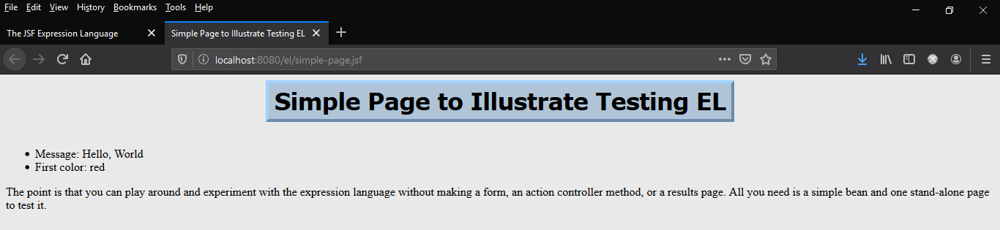 File Edit View History Bookmarks Tools Help
The JSF Expression Language
Simple Page to Illustrate Testing EL
localhost:8080/el/simple-page.jsf
Simple Page to Illustrate Testing EL
• Message: Hello, World
• First color: red
The point is that you can play around and experiment with the expression language without making a form, an action controller method, or a results page. All you need is a simple bean and one stand-alone page
to test it.